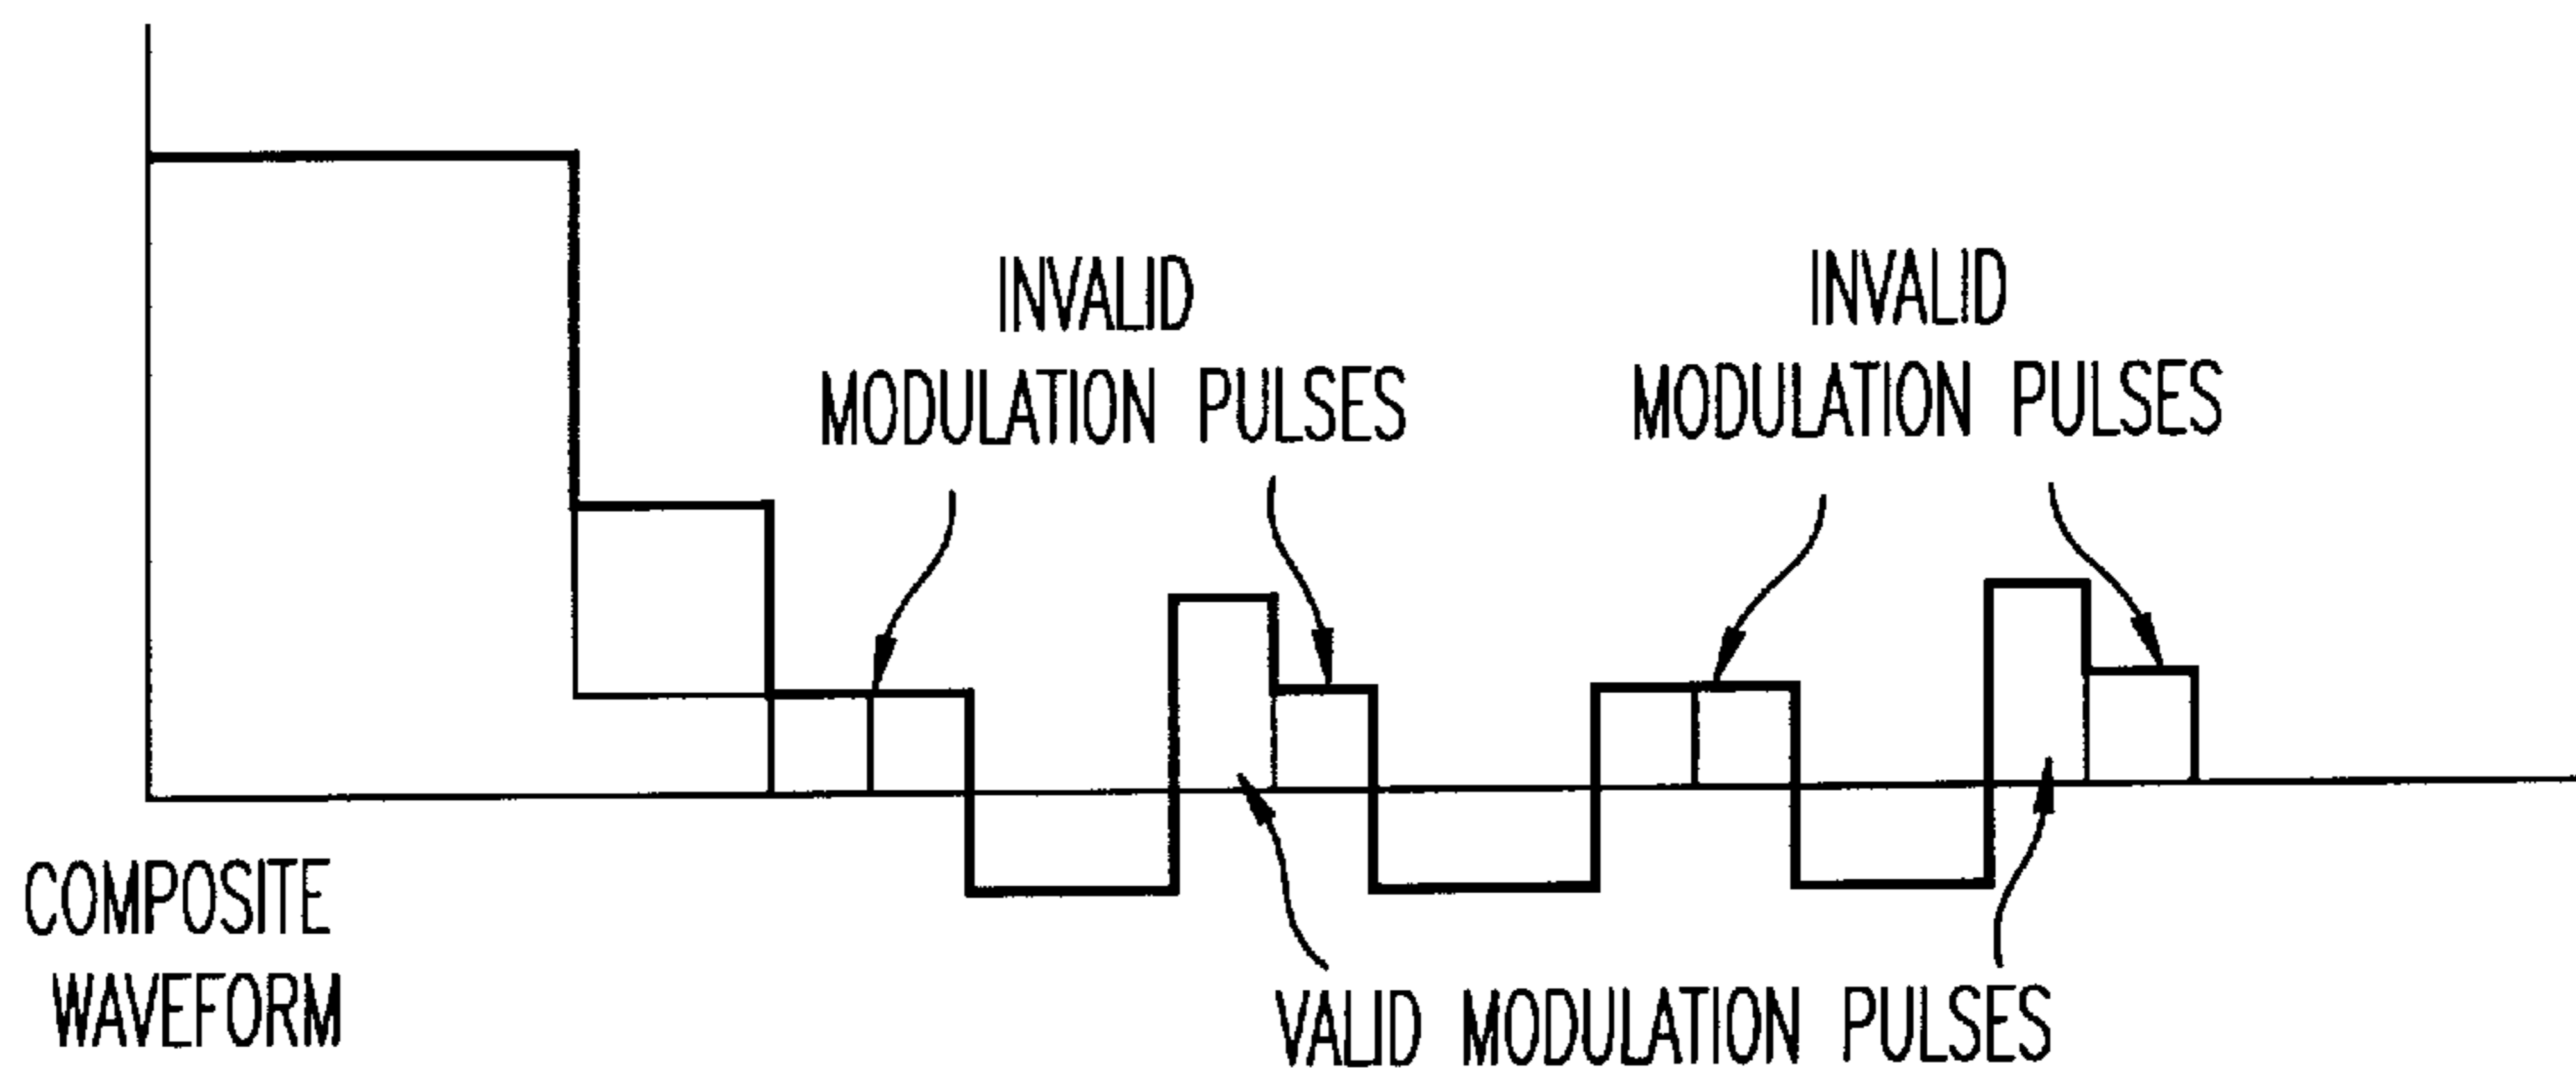 INVALID
MODULATION PULSES
INVALID
MODULATION PULSES
COMPOSITE
WAVEFORM
VALID MODULATION PULSES